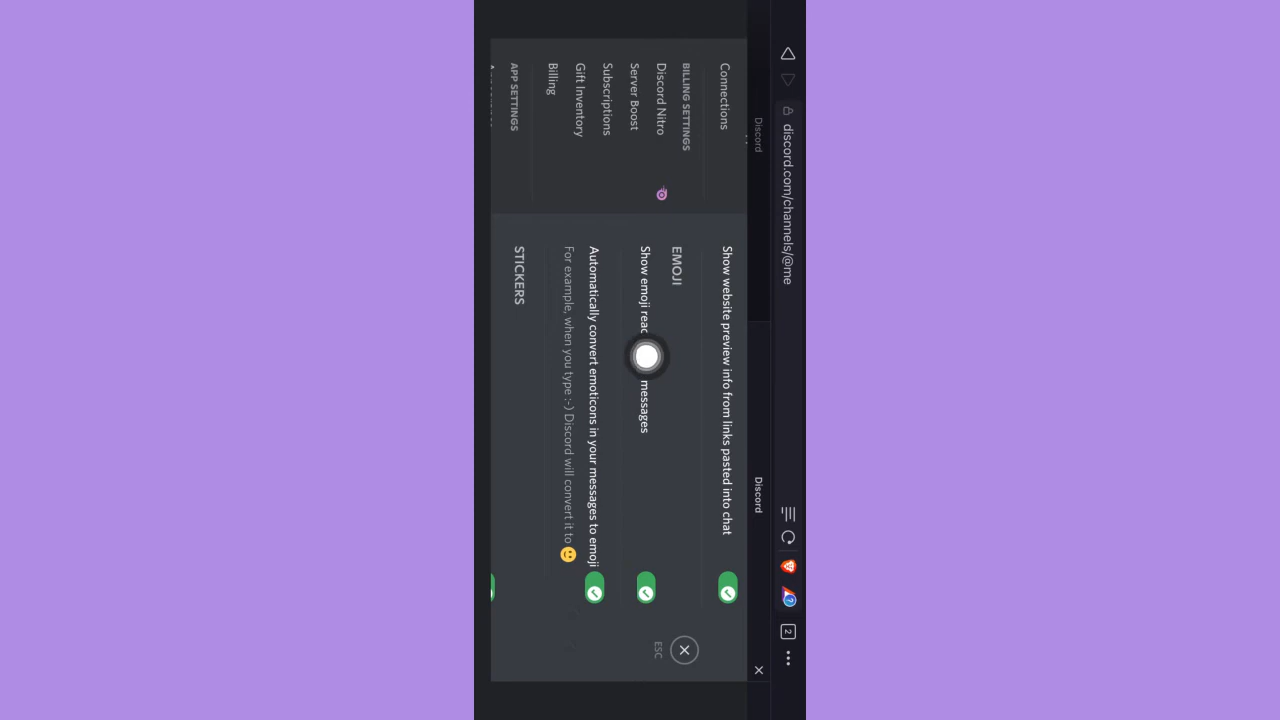 discord.com/channels/@me
2
Discord
Discord
Connections
BILLING SETTINGS
Discord Nitro
Server Boost
Subscriptions
Gift Inventory
Billing
APP SETTINGS
Show website preview info from links pasted into chat
EMOJI
Show emoji messages
Automatically convert emoticons in your messages to emoji
For example, when you type :-) Discord will convert it to 🙂
STICKERS
ESC